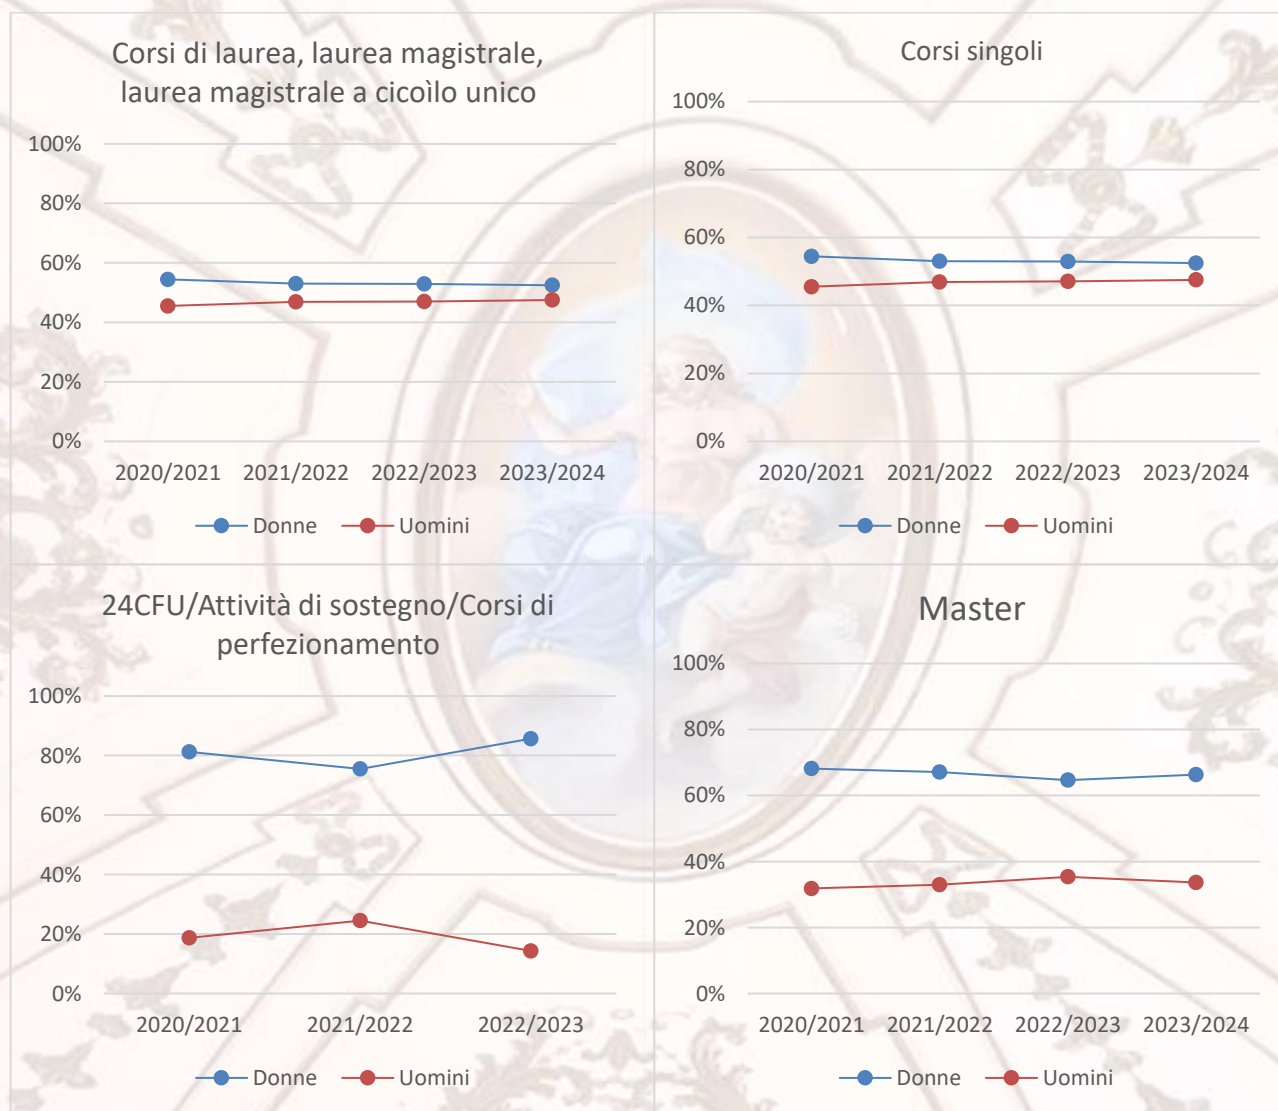 Corsi di laurea, laurea magistrale,
laurea magistrale a cicoìlo unico
100%
80%
60%
40%
20%
0%
2020/2021 2021/2022 2022/2023 2023/2024
Donne Uomini
Corsi singoli
100%
80%
60%
40%
20%
0%
2020/2021 2021/2022 2022/2023 2023/2024
Donne Uomini
24CFU/Attività di sostegno/Corsi di
perfezionamento
100%
80%
60%
40%
20%
0%
2020/2021 2021/2022 2022/2023
Donne Uomini
Master
100%
80%
60%
40%
20%
0%
2020/2021 2021/2022 2022/2023 2023/2024
Donne Uomini